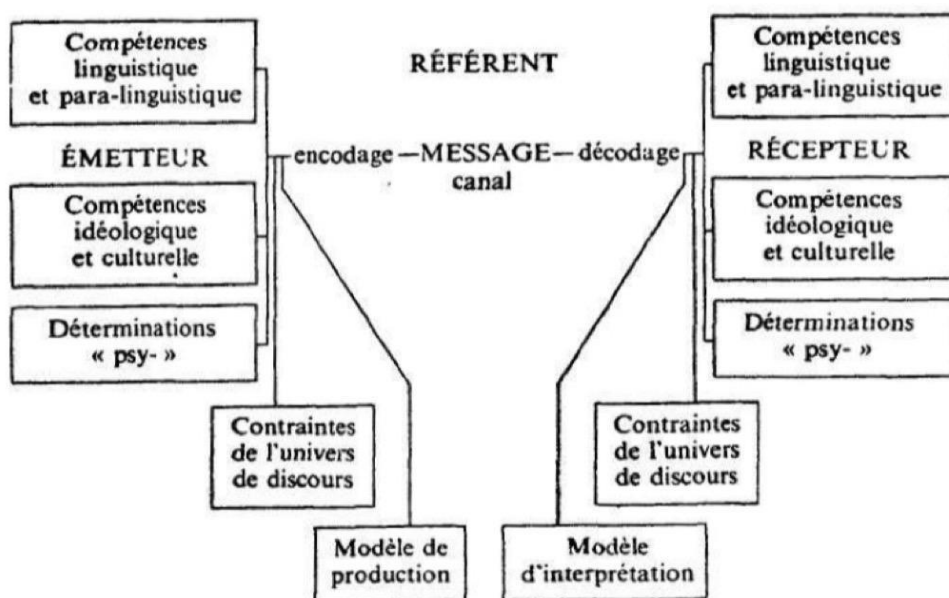 Compétences
linguistique
et para-linguistique
RÉFÉRENT
Compétences
linguistique
et para-linguistique
ÉMETTEUR
encodage — MESSAGE — décodage
canal
RÉCEPTEUR
Compétences
idéologique
et culturelle
Compétences
idéologique
et culturelle
Déterminations
« psy- »
Déterminations
« psy- »
Contraintes
de l'univers
de discours
Contraintes
de l'univers
de discours
Modèle de
production
Modèle
d'interprétation